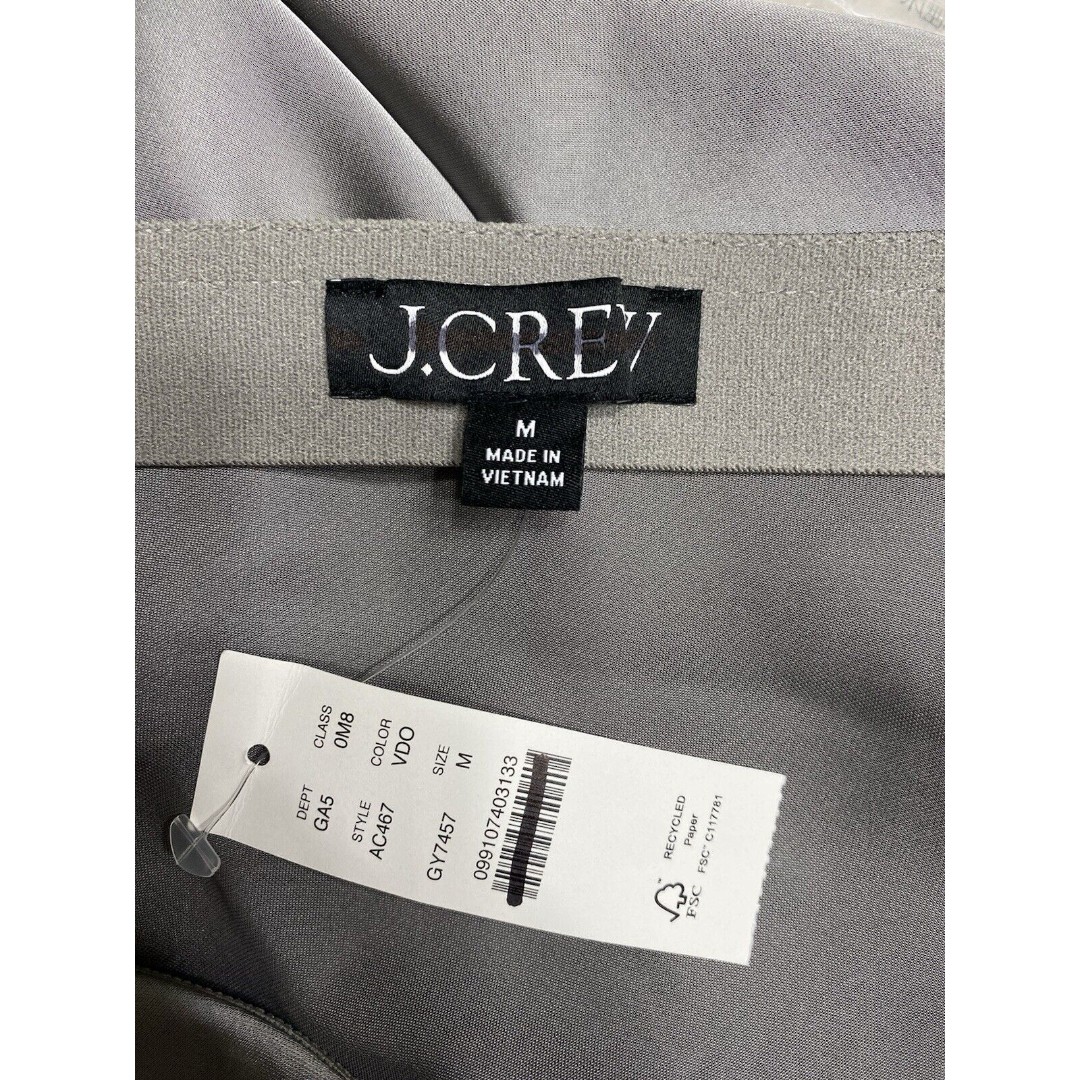 J.CREW
M
MADE IN
VIETNAM
DEPT
GA5
CLASS
0M8
STYLE
AC467
COLOR
VDO
GY7457
SIZE
M
099107403133
RECYCLED
Paper
FSC™ C117781
FSC